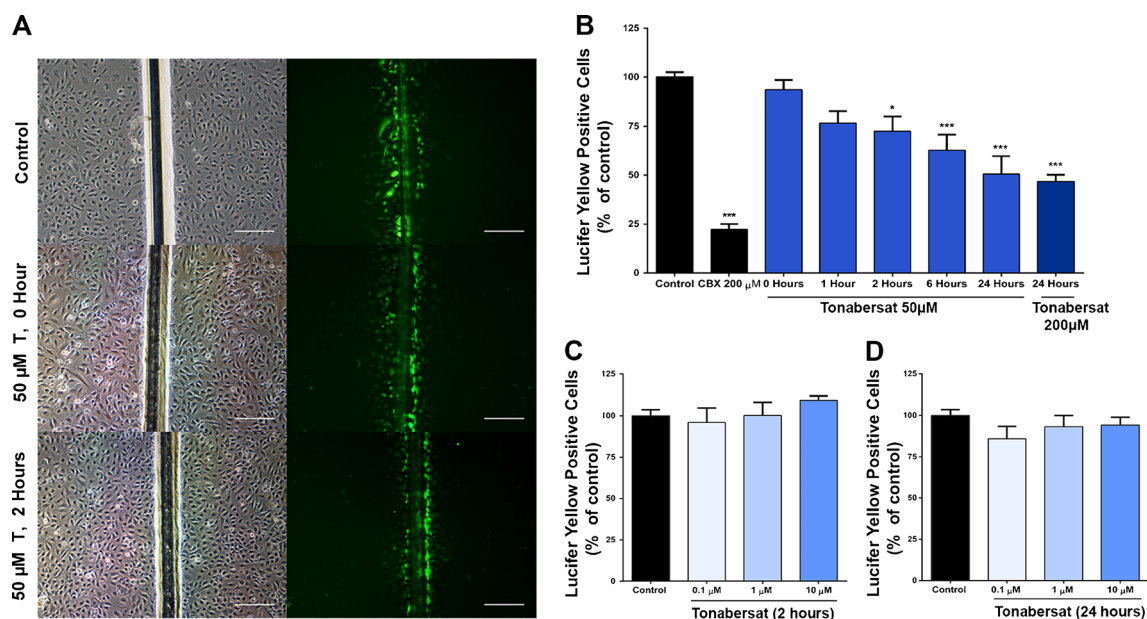 A
Control
50 µM T, 0 Hour
50 µM T, 2 Hours
B
Lucifer Yellow Positive Cells
(% of control)
125
100
75
50
25
0
***
*
***
***
***
Control
CBX 200 µM
0 Hours
1 Hour
2 Hours
6 Hours
24 Hours
24 Hours
Tonabersat 50µM
Tonabersat
200µM
C
Lucifer Yellow Positive Cells
(% of control)
125
100
75
50
25
0
Control
0.1 µM
1 µM
10 µM
Tonabersat (2 hours)
D
Lucifer Yellow Positive Cells
(% of control)
125
100
75
50
25
0
Control
0.1 µM
1 µM
10 µM
Tonabersat (24 hours)